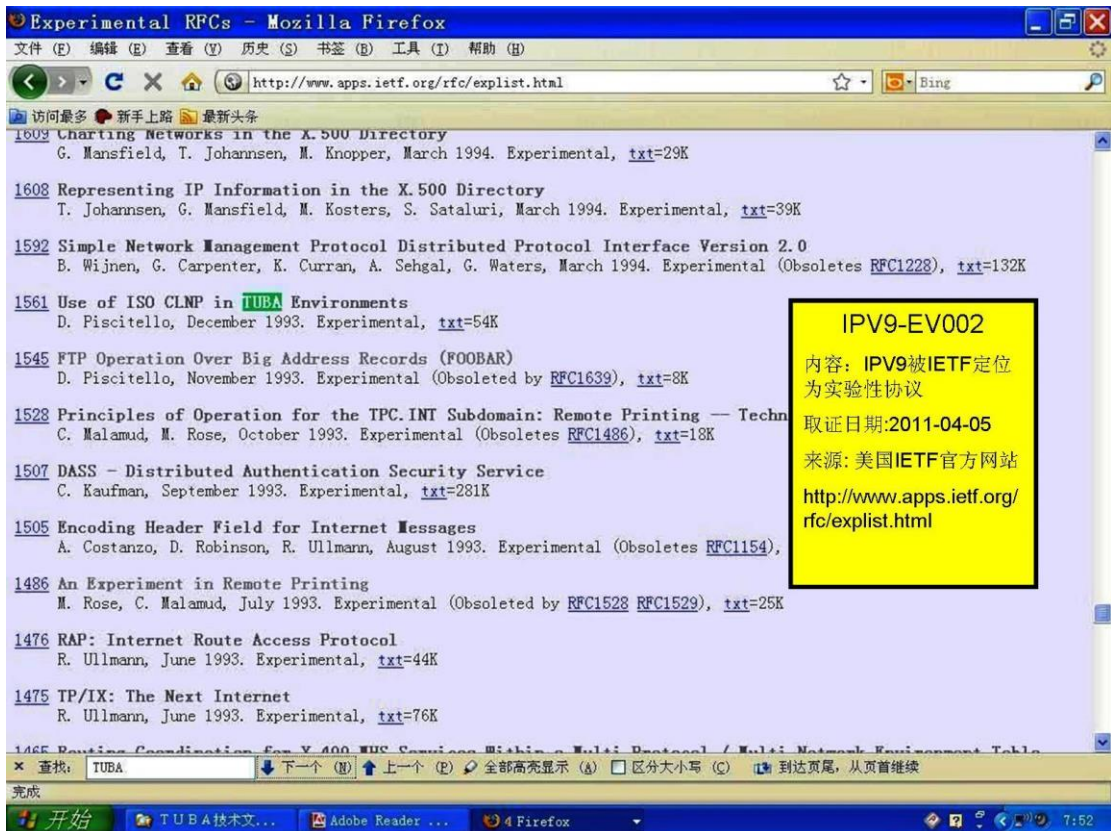 Experimental RFCs - Mozilla Firefox
文件 (F) 编辑 (E) 查看 (V) 历史 (S) 书签 (B) 工具 (T) 帮助 (H)
http://www.apps.ietf.org/rfc/explist.html
Bing
访问最多 新手上路 最新头条
1609 Charting Networks in the X.500 Directory
G. Mansfield, T. Johannsen, M. Knopper, March 1994. Experimental, txt=29K
1608 Representing IP Information in the X.500 Directory
T. Johannsen, G. Mansfield, M. Kosters, S. Sataluri, March 1994. Experimental, txt=39K
1592 Simple Network Management Protocol Distributed Protocol Interface Version 2.0
B. Wijnen, G. Carpenter, K. Curran, A. Sehgal, G. Waters, March 1994. Experimental (Obsoletes RFC1228), txt=132K
1561 Use of ISO CLNP in TUBA Environments
D. Piscitello, December 1993. Experimental, txt=54K
1545 FTP Operation Over Big Address Records (FOOBAR)
D. Piscitello, November 1993. Experimental (Obsoleted by RFC1639), txt=8K
1528 Principles of Operation for the TPC.INT Subdomain: Remote Printing -- Techn
C. Malamud, M. Rose, October 1993. Experimental (Obsoletes RFC1486), txt=18K
1507 DASS - Distributed Authentication Security Service
C. Kaufman, September 1993. Experimental, txt=281K
1505 Encoding Header Field for Internet Messages
A. Costanzo, D. Robinson, R. Ullmann, August 1993. Experimental (Obsoletes RFC1154),
1486 An Experiment in Remote Printing
M. Rose, C. Malamud, July 1993. Experimental (Obsoleted by RFC1528 RFC1529), txt=25K
1476 RAP: Internet Route Access Protocol
R. Ullmann, June 1993. Experimental, txt=44K
1475 TP/IX: The Next Internet
R. Ullmann, June 1993. Experimental, txt=76K
1465 Routing Coordination for X.400 MHS Services Within a Multi Protocol / Multi Network Environment Table
IPV9-EV002
内容：IPV9被IETF定位
为实验性协议
取证日期:2011-04-05
来源: 美国IETF官方网站
http://www.apps.ietf.org/
rfc/explist.html
× 查找: TUBA 下一个 (N) 上一个 (P) 全部高亮显示 (A) 区分大小写 (C) 到达页尾，从页首继续
完成
开始 TUBA技术文... Adobe Reader ... 4 Firefox 7:52